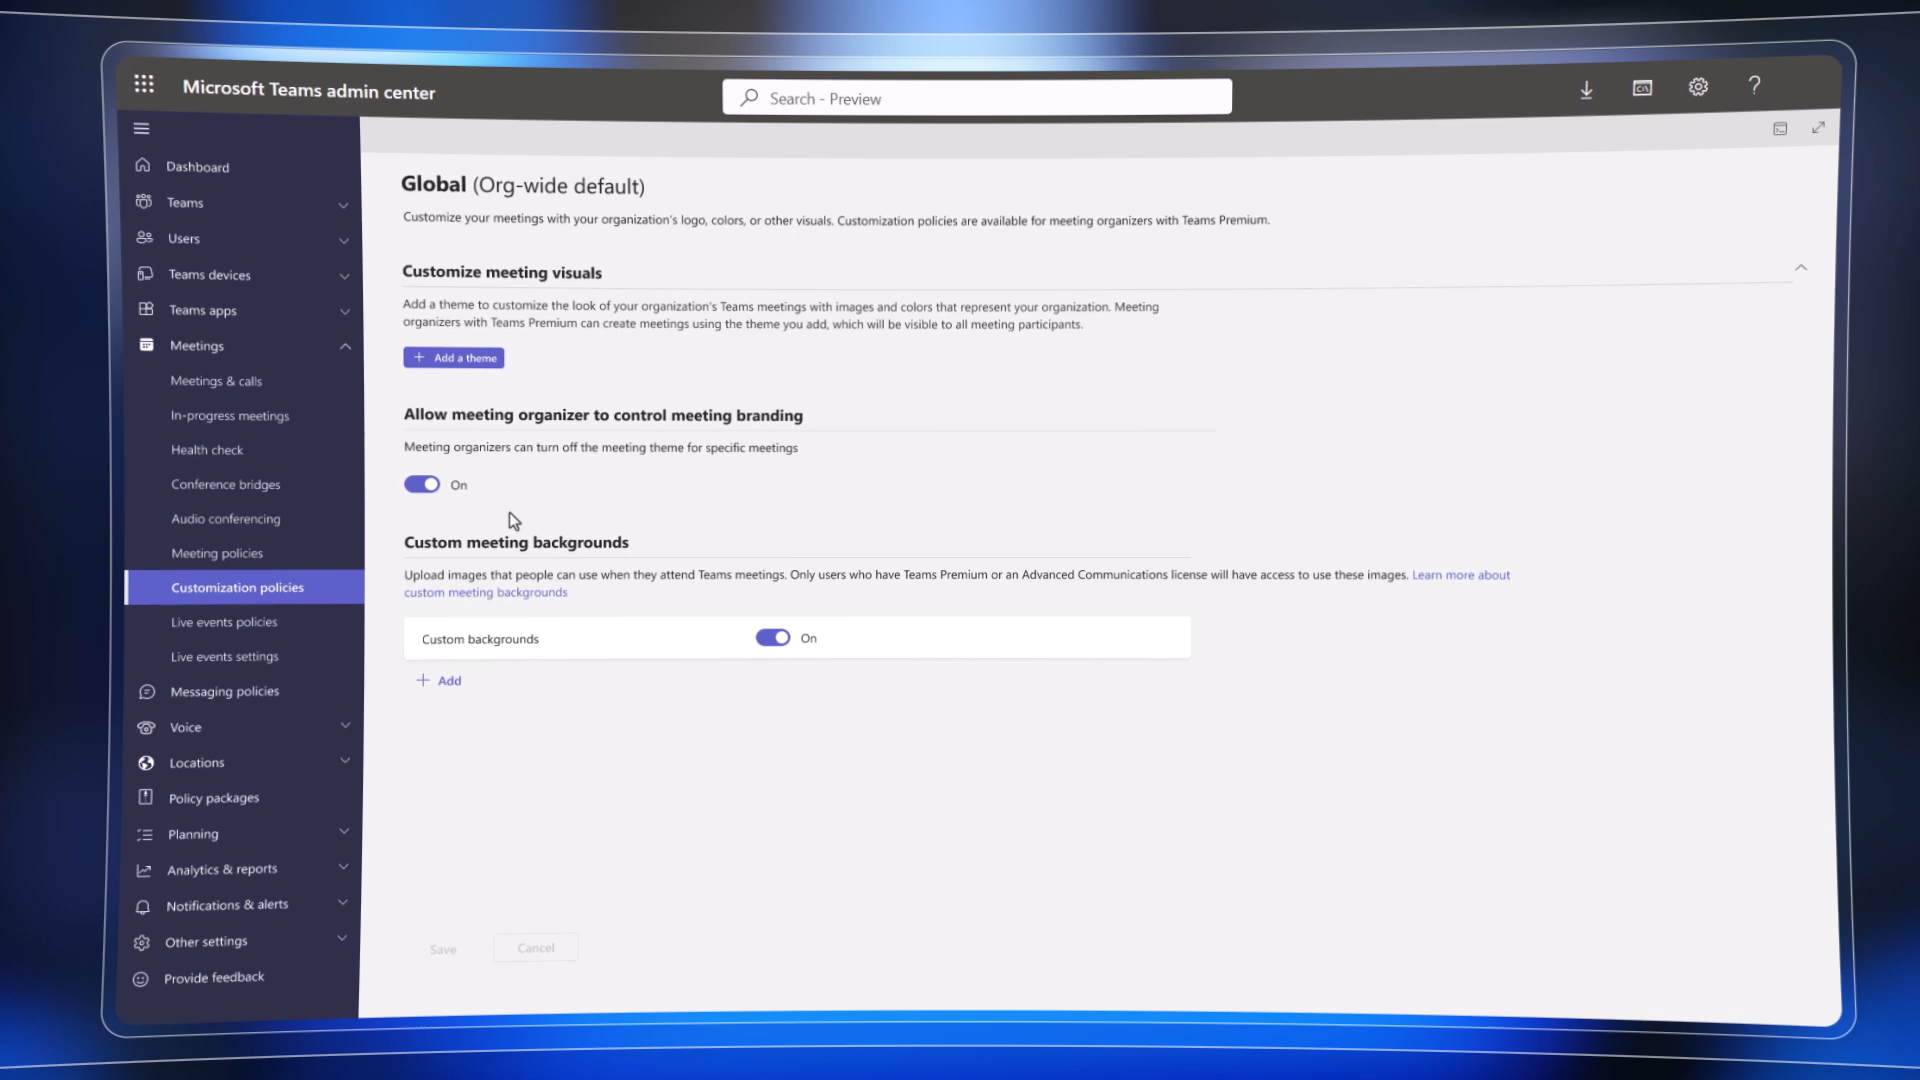 Microsoft Teams admin center
Search - Preview
?
Dashboard
Teams
Users
Teams devices
Teams apps
Meetings
Meetings & calls
In-progress meetings
Health check
Conference bridges
Audio conferencing
Meeting policies
Customization policies
Live events policies
Live events settings
Messaging policies
Voice
Locations
Policy packages
Planning
Analytics & reports
Notifications & alerts
Other settings
Provide feedback
Global (Org-wide default)
Customize your meetings with your organization's logo, colors, or other visuals. Customization policies are available for meeting organizers with Teams Premium.
Customize meeting visuals
Add a theme to customize the look of your organization's Teams meetings with images and colors that represent your organization. Meeting
organizers with Teams Premium can create meetings using the theme you add, which will be visible to all meeting participants.
+ Add a theme
Allow meeting organizer to control meeting branding
Meeting organizers can turn off the meeting theme for specific meetings
On
Custom meeting backgrounds
Upload images that people can use when they attend Teams meetings. Only users who have Teams Premium or an Advanced Communications license will have access to use these images. Learn more about
custom meeting backgrounds
Custom backgrounds On
+ Add
Save Cancel